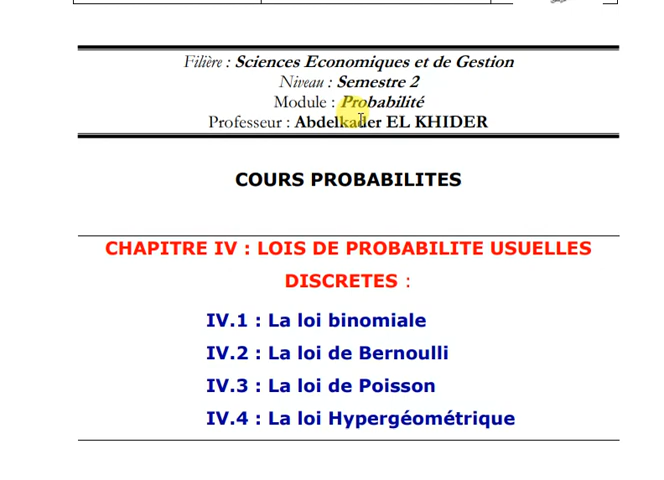 Filière : Sciences Economiques et de Gestion
Niveau : Semestre 2
Module : Probabilité
Professeur : Abdelkader EL KHIDER
COURS PROBABILITES
CHAPITRE IV : LOIS DE PROBABILITE USUELLES
DISCRETES :
IV.1 : La loi binomiale
IV.2 : La loi de Bernoulli
IV.3 : La loi de Poisson
IV.4 : La loi Hypergéométrique